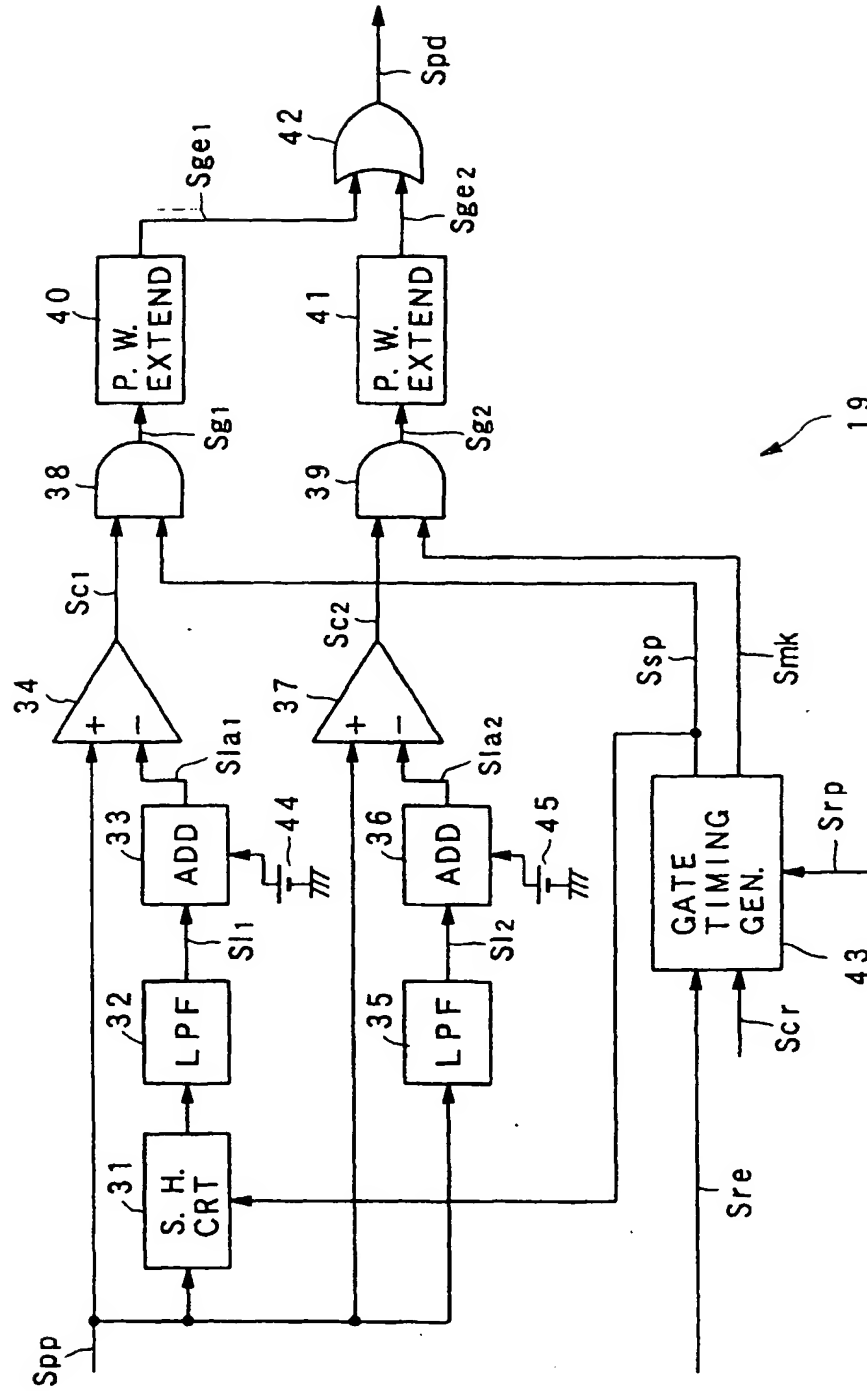 Spp
31
S. H.
CRT
32
LPF
Sl1
33
ADD
44
Sla1
34
+
−
Sc1
38
Sg1
40
P. W.
EXTEND
Sge1
35
LPF
Sl2
36
ADD
45
Sla2
37
+
−
Sc2
39
Sg2
41
P. W.
EXTEND
Sge2
42
Spd
Sre
Scr
43
GATE
TIMING
GEN.
Srp
Ssp
Smk
19